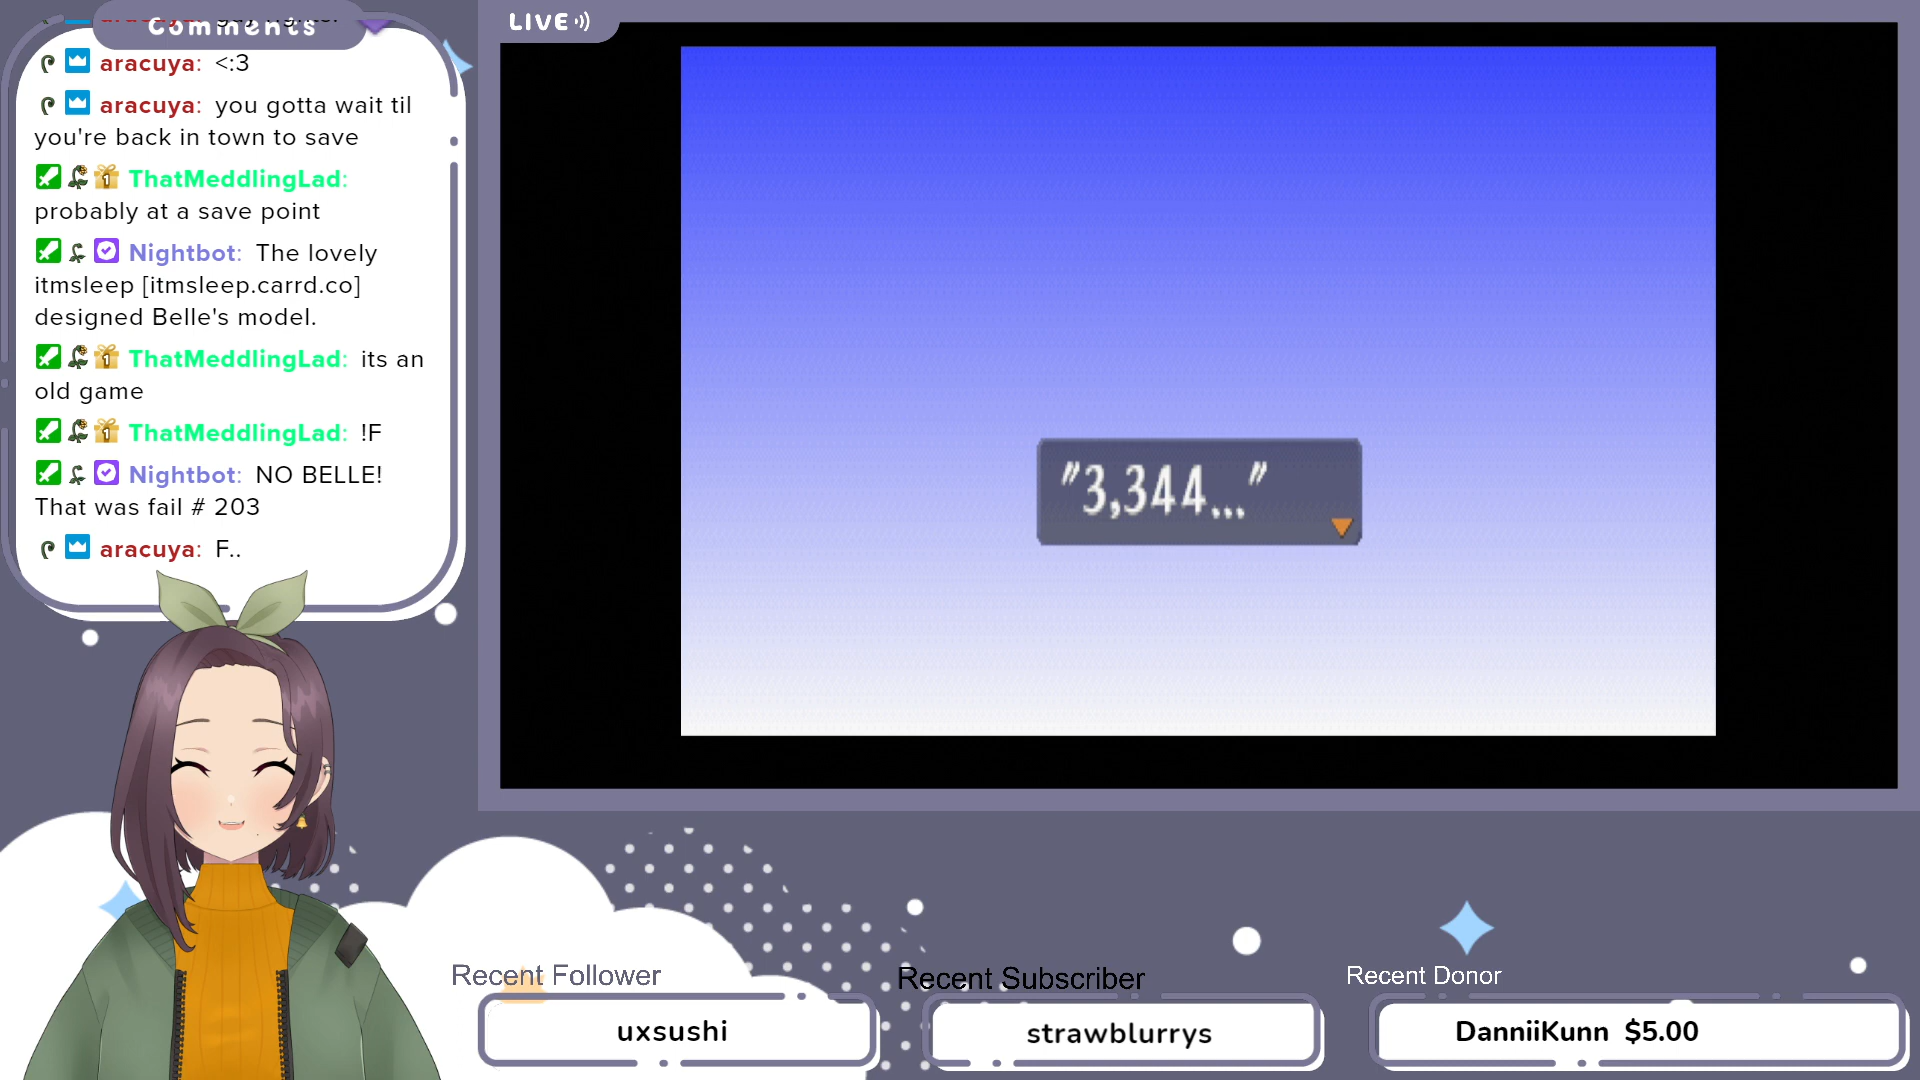 Comments
LIVE
aracuya: <:3
aracuya: you gotta wait til
you're back in town to save
1 ThatMeddlingLad:
probably at a save point
Nightbot: The lovely
itmsleep [itmsleep.carrd.co]
designed Belle's model.
1 ThatMeddlingLad: its an
old game
1 ThatMeddlingLad: !F
Nightbot: NO BELLE!
That was fail # 203
aracuya: F..
"3,344..."
Recent Follower
uxsushi
Recent Subscriber
strawblurrys
Recent Donor
DanniiKunn $5.00